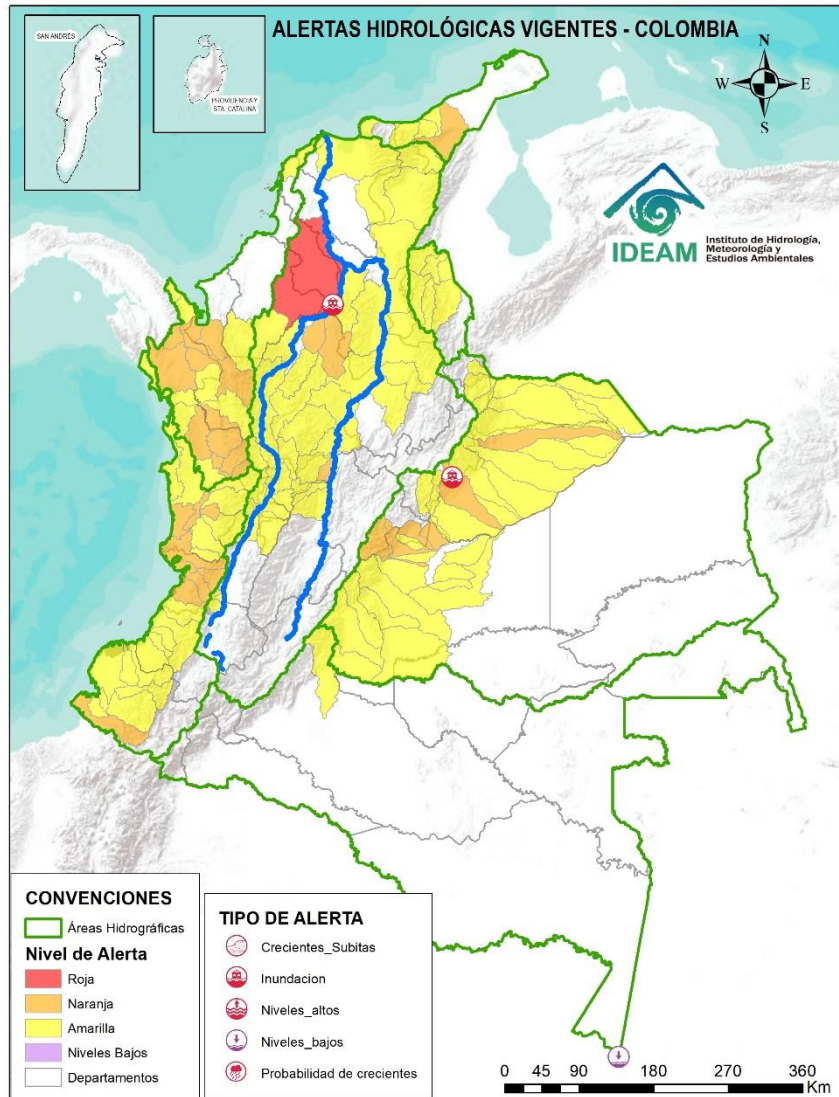 ALERTAS HIDROLÓGICAS VIGENTES - COLOMBIA
SAN ANDRÉS
PROVIDENCIA Y
STA. CATALINA
N
W
E
S
IDEAM
Instituto de Hidrología,
Meteorología y
Estudios Ambientales
CONVENCIONES
Áreas Hidrográficas
Nivel de Alerta
Roja
Naranja
Amarilla
Niveles Bajos
Departamentos
TIPO DE ALERTA
Crecientes_Subitas
Inundacion
Niveles_altos
Niveles_bajos
Probabilidad de crecientes
0 45 90 180 270 360
Km